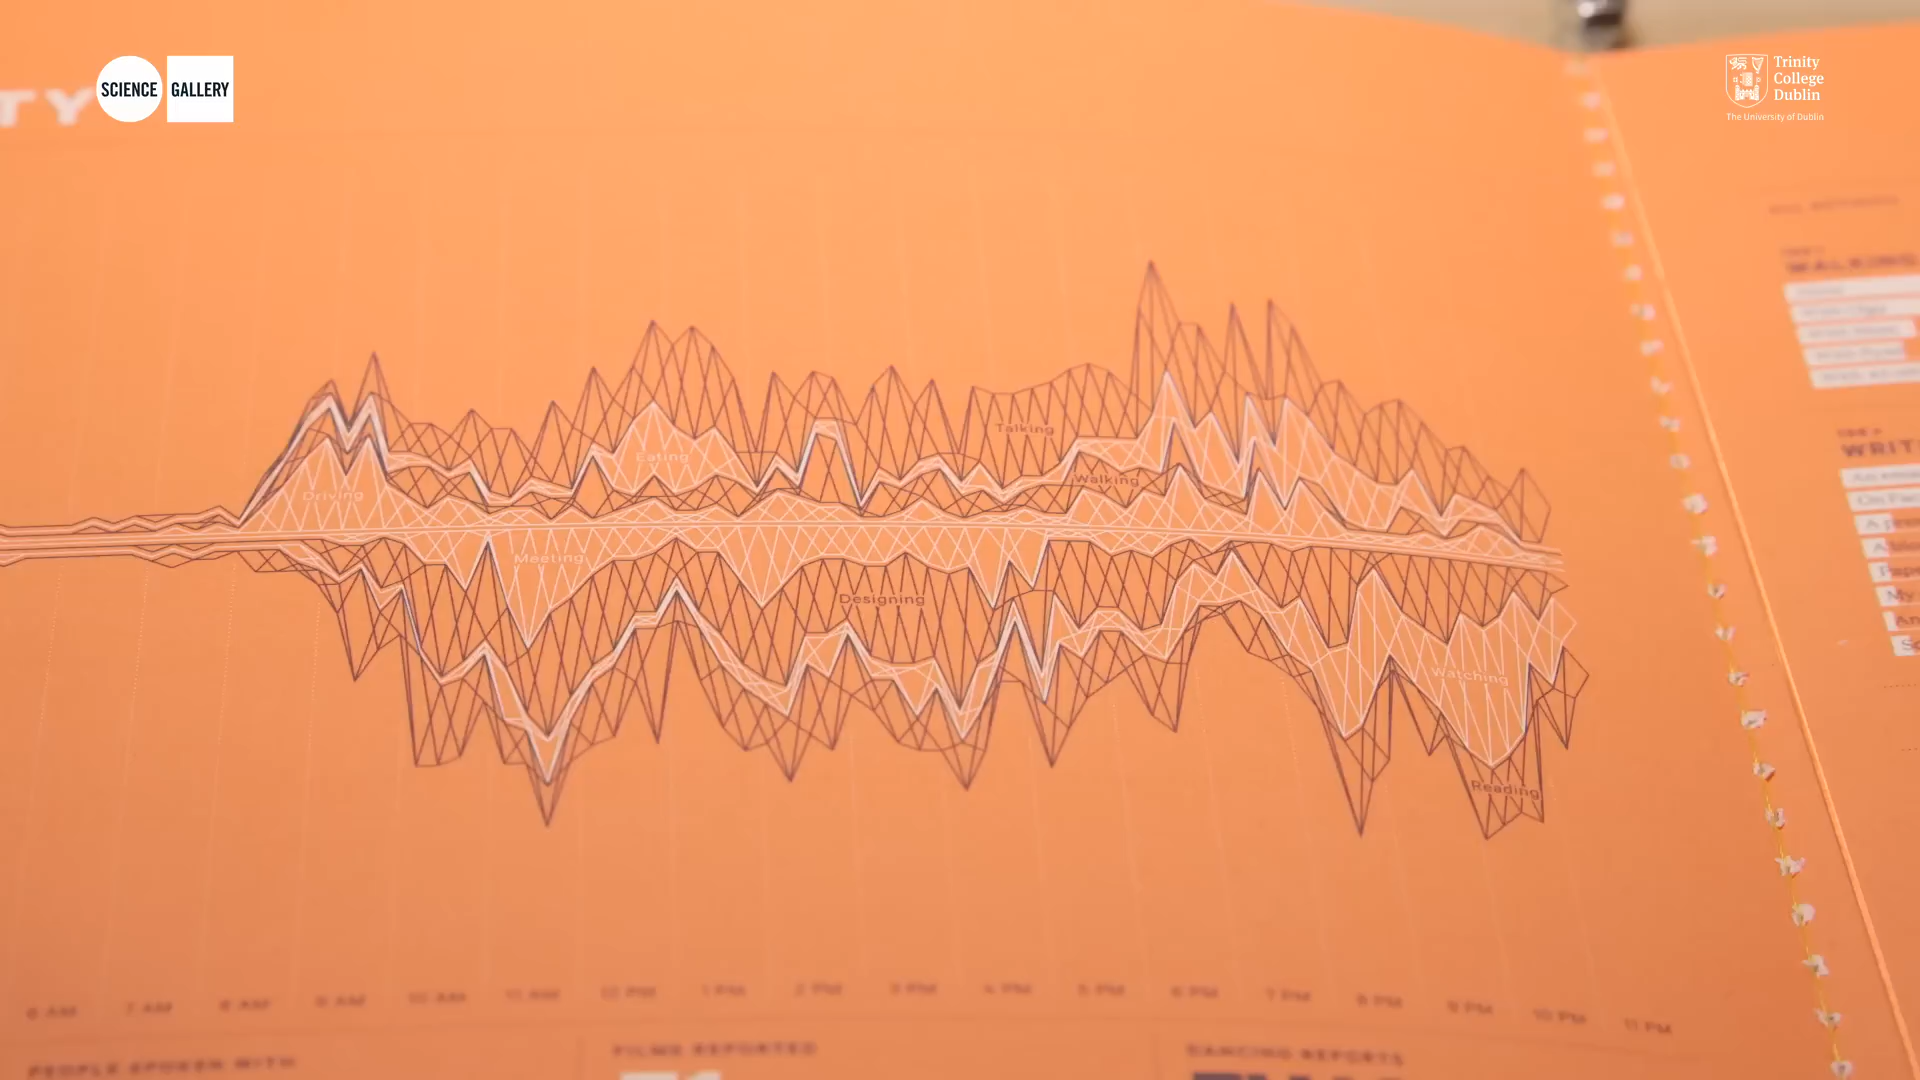 TY
SCIENCE GALLERY
Trinity
College
Dublin
The University of Dublin
WALKING
WRIT
Talking
Eating
Walking
Driving
Meeting
Designing
Watching
Reading
6 AM 7 AM 8 AM 9 AM 10 AM 11 AM 12 PM 1 PM 2 PM 3 PM 4 PM 5 PM 6 PM 7 PM 8 PM 9 PM 10 PM 11 PM
PEOPLE SPOKEN WITH
FILMS REPORTED
DANCING REPORTS